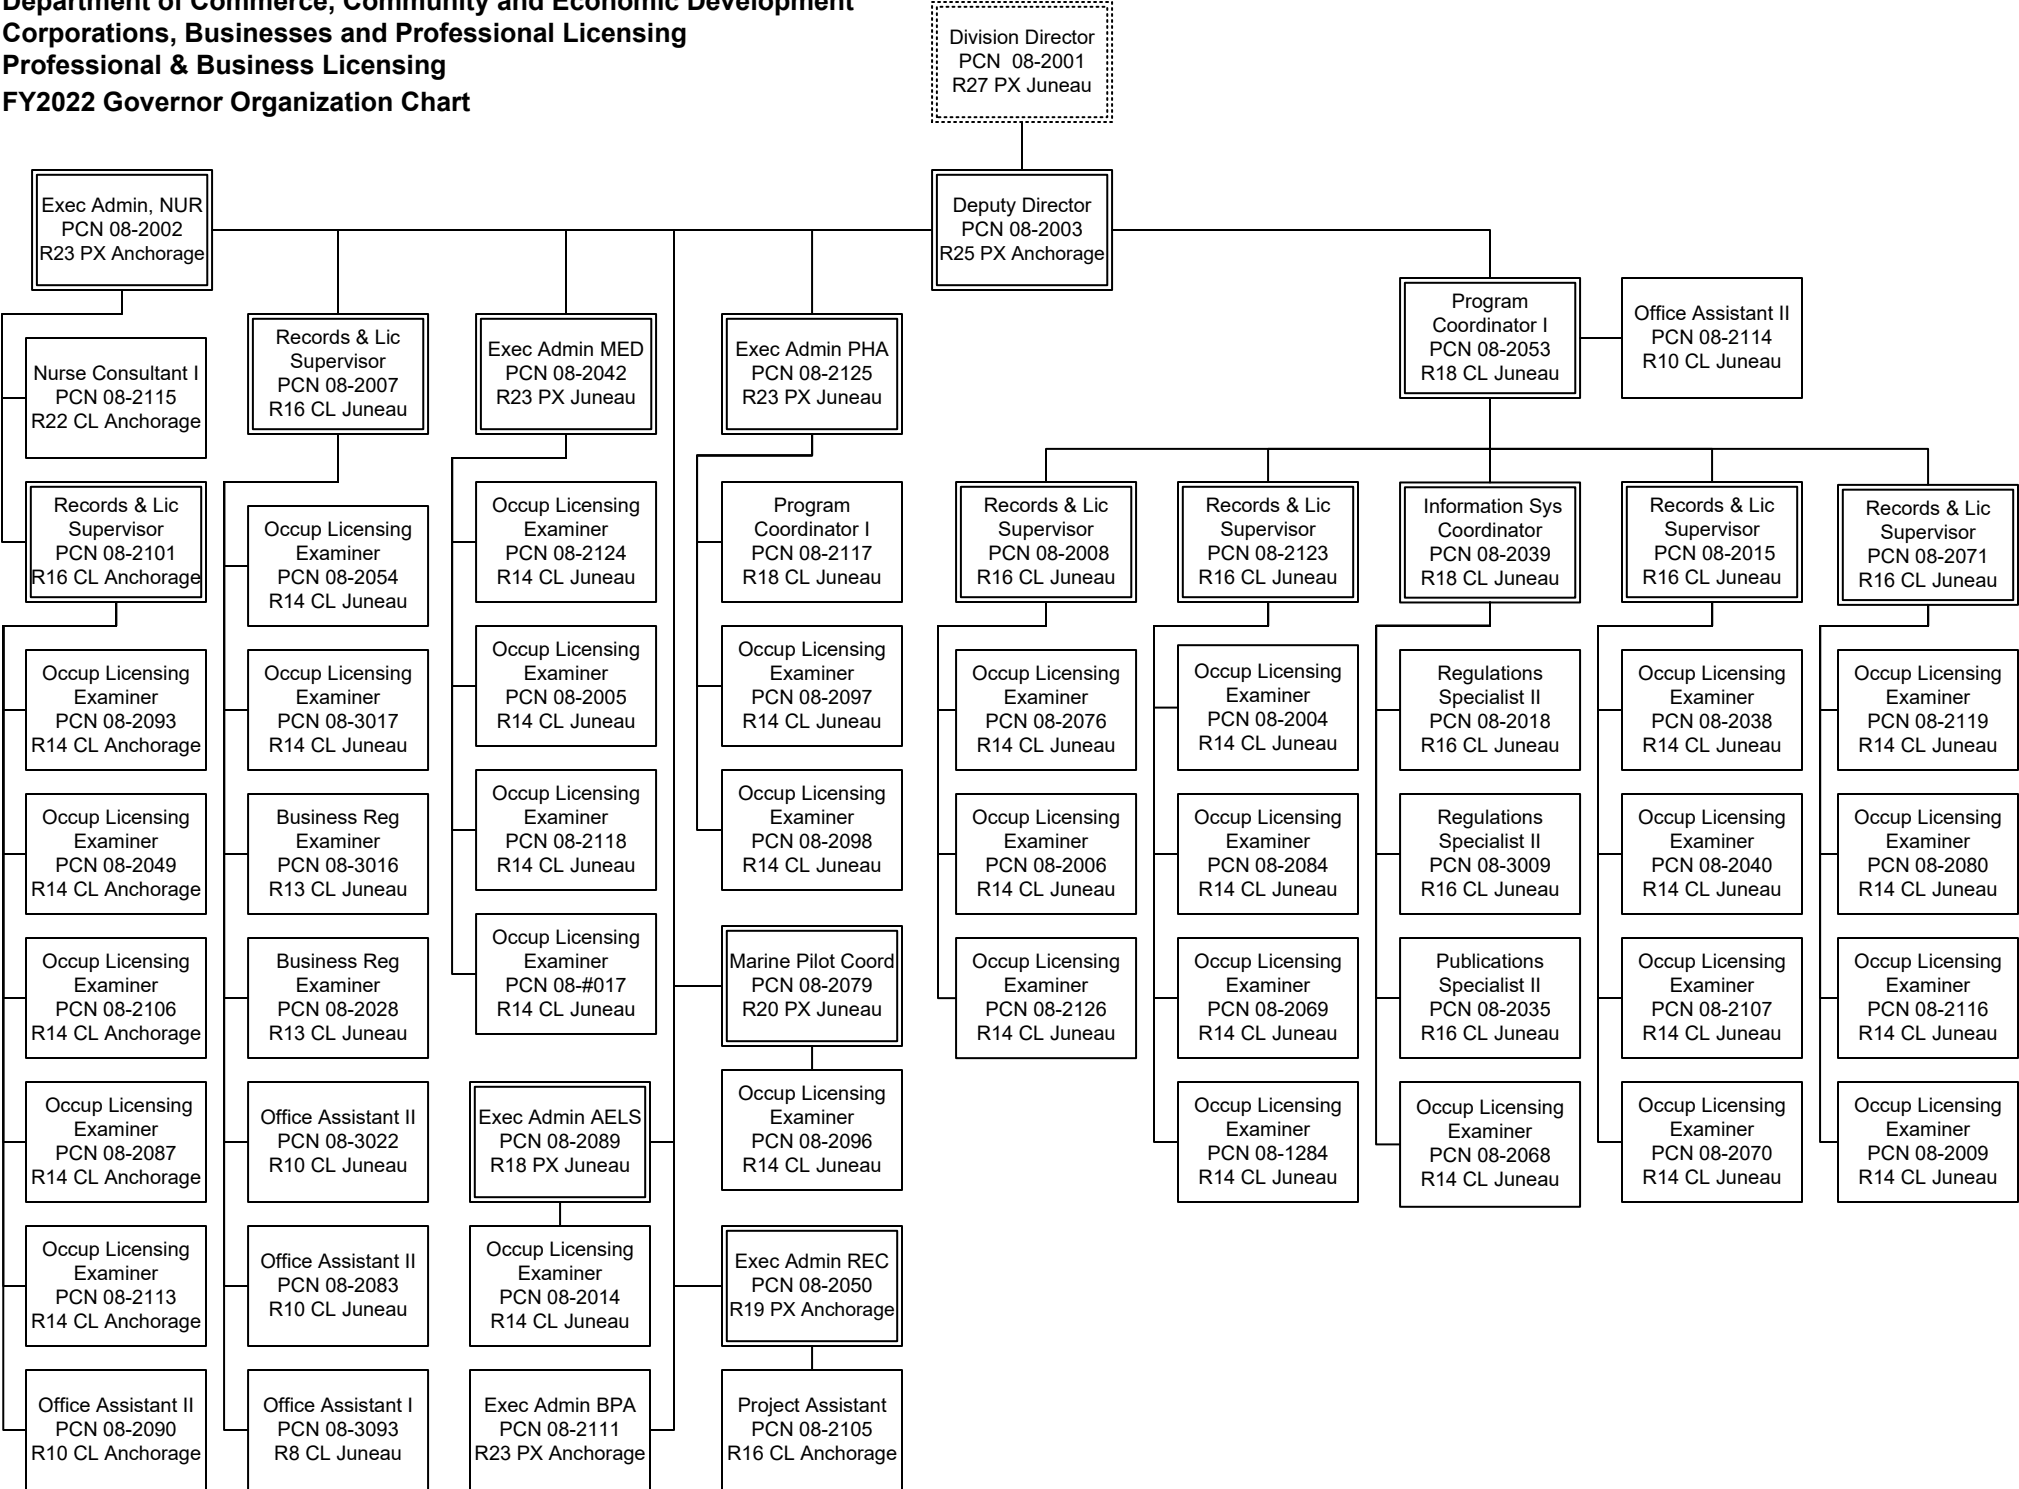 Department of Commerce, Community and Economic Development
Corporations, Businesses and Professional Licensing
Professional & Business Licensing
FY2022 Governor Organization Chart
Division Director
PCN 08-2001
R27 PX Juneau
Exec Admin, NUR
PCN 08-2002
R23 PX Anchorage
Deputy Director
PCN 08-2003
R25 PX Anchorage
Program
Coordinator I
PCN 08-2053
R18 CL Juneau
Office Assistant II
PCN 08-2114
R10 CL Juneau
Nurse Consultant I
PCN 08-2115
R22 CL Anchorage
Records & Lic
Supervisor
PCN 08-2007
R16 CL Juneau
Exec Admin MED
PCN 08-2042
R23 PX Juneau
Exec Admin PHA
PCN 08-2125
R23 PX Juneau
Records & Lic
Supervisor
PCN 08-2101
R16 CL Anchorage
Occup Licensing
Examiner
PCN 08-2054
R14 CL Juneau
Occup Licensing
Examiner
PCN 08-2124
R14 CL Juneau
Program
Coordinator I
PCN 08-2117
R18 CL Juneau
Records & Lic
Supervisor
PCN 08-2008
R16 CL Juneau
Records & Lic
Supervisor
PCN 08-2123
R16 CL Juneau
Information Sys
Coordinator
PCN 08-2039
R18 CL Juneau
Records & Lic
Supervisor
PCN 08-2015
R16 CL Juneau
Records & Lic
Supervisor
PCN 08-2071
R16 CL Juneau
Occup Licensing
Examiner
PCN 08-2093
R14 CL Anchorage
Occup Licensing
Examiner
PCN 08-3017
R14 CL Juneau
Occup Licensing
Examiner
PCN 08-2005
R14 CL Juneau
Occup Licensing
Examiner
PCN 08-2097
R14 CL Juneau
Occup Licensing
Examiner
PCN 08-2076
R14 CL Juneau
Occup Licensing
Examiner
PCN 08-2004
R14 CL Juneau
Regulations
Specialist II
PCN 08-2018
R16 CL Juneau
Occup Licensing
Examiner
PCN 08-2038
R14 CL Juneau
Occup Licensing
Examiner
PCN 08-2119
R14 CL Juneau
Occup Licensing
Examiner
PCN 08-2049
R14 CL Anchorage
Business Reg
Examiner
PCN 08-3016
R13 CL Juneau
Occup Licensing
Examiner
PCN 08-2118
R14 CL Juneau
Occup Licensing
Examiner
PCN 08-2098
R14 CL Juneau
Occup Licensing
Examiner
PCN 08-2006
R14 CL Juneau
Occup Licensing
Examiner
PCN 08-2084
R14 CL Juneau
Regulations
Specialist II
PCN 08-3009
R16 CL Juneau
Occup Licensing
Examiner
PCN 08-2040
R14 CL Juneau
Occup Licensing
Examiner
PCN 08-2080
R14 CL Juneau
Occup Licensing
Examiner
PCN 08-2106
R14 CL Anchorage
Business Reg
Examiner
PCN 08-2028
R13 CL Juneau
Occup Licensing
Examiner
PCN 08-#017
R14 CL Juneau
Marine Pilot Coord
PCN 08-2079
R20 PX Juneau
Occup Licensing
Examiner
PCN 08-2126
R14 CL Juneau
Occup Licensing
Examiner
PCN 08-2069
R14 CL Juneau
Publications
Specialist II
PCN 08-2035
R16 CL Juneau
Occup Licensing
Examiner
PCN 08-2107
R14 CL Juneau
Occup Licensing
Examiner
PCN 08-2116
R14 CL Juneau
Occup Licensing
Examiner
PCN 08-2087
R14 CL Anchorage
Office Assistant II
PCN 08-3022
R10 CL Juneau
Exec Admin AELS
PCN 08-2089
R18 PX Juneau
Occup Licensing
Examiner
PCN 08-2096
R14 CL Juneau
Occup Licensing
Examiner
PCN 08-1284
R14 CL Juneau
Occup Licensing
Examiner
PCN 08-2068
R14 CL Juneau
Occup Licensing
Examiner
PCN 08-2070
R14 CL Juneau
Occup Licensing
Examiner
PCN 08-2009
R14 CL Juneau
Occup Licensing
Examiner
PCN 08-2113
R14 CL Anchorage
Office Assistant II
PCN 08-2083
R10 CL Juneau
Occup Licensing
Examiner
PCN 08-2014
R14 CL Juneau
Exec Admin REC
PCN 08-2050
R19 PX Anchorage
Office Assistant II
PCN 08-2090
R10 CL Anchorage
Office Assistant I
PCN 08-3093
R8 CL Juneau
Exec Admin BPA
PCN 08-2111
R23 PX Anchorage
Project Assistant
PCN 08-2105
R16 CL Anchorage